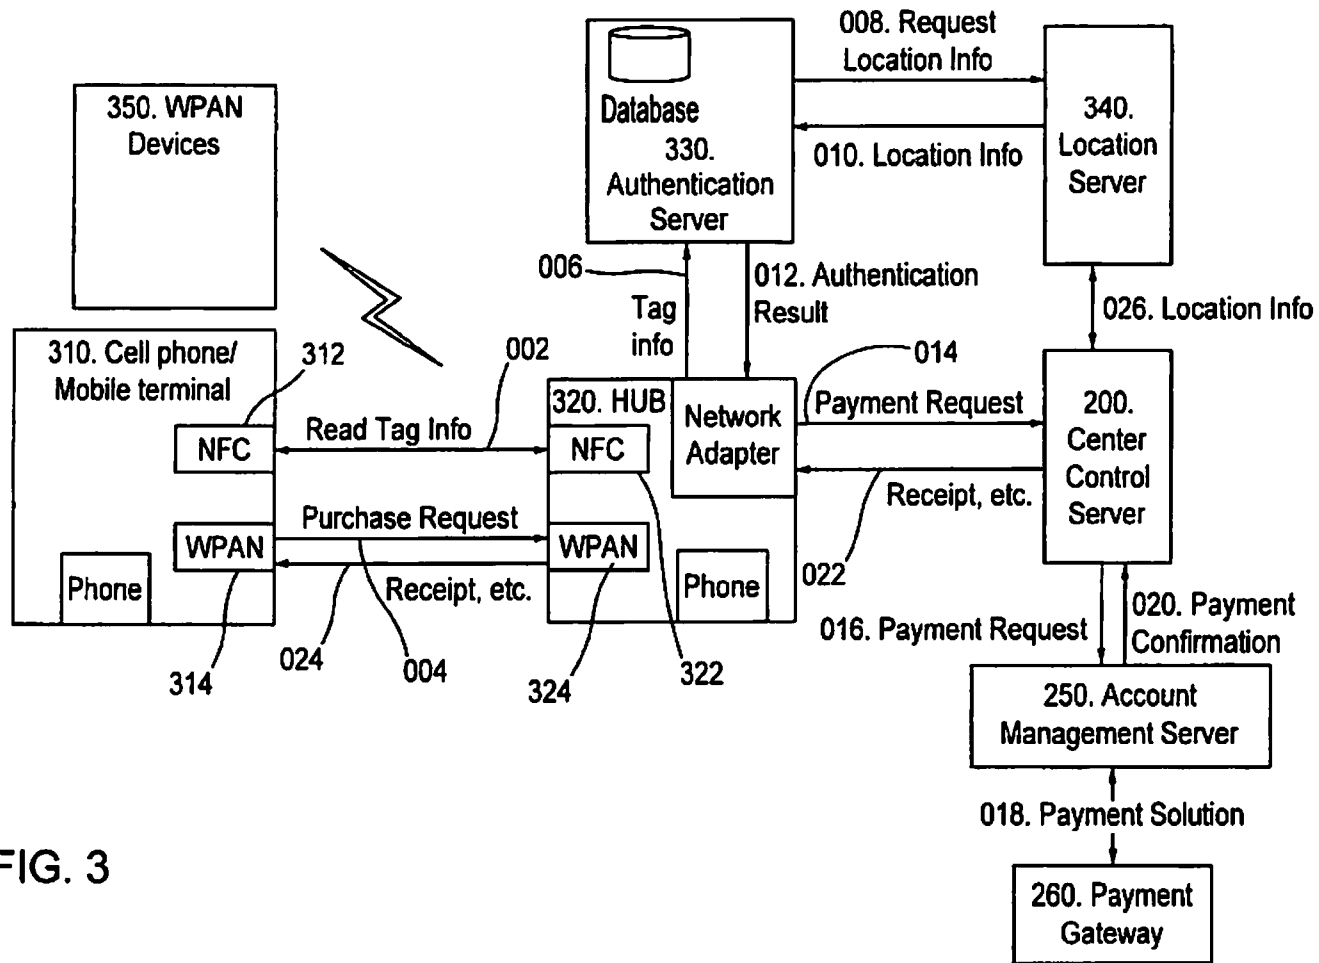 008. Request
Location Info
350. WPAN
Devices
Database
330.
Authentication
Server
010. Location Info
340.
Location
Server
006
Tag
info
012. Authentication
Result
026. Location Info
310. Cell phone/
Mobile terminal
312
002
014
NFC
Read Tag Info
320. HUB
NFC
Network
Adapter
Payment Request
200.
Center
Control
Server
Receipt, etc.
022
WPAN
Purchase Request
WPAN
Phone
Receipt, etc.
Phone
314
024
004
324
322
016. Payment Request
020. Payment
Confirmation
250. Account
Management Server
018. Payment Solution
260. Payment
Gateway
FIG. 3